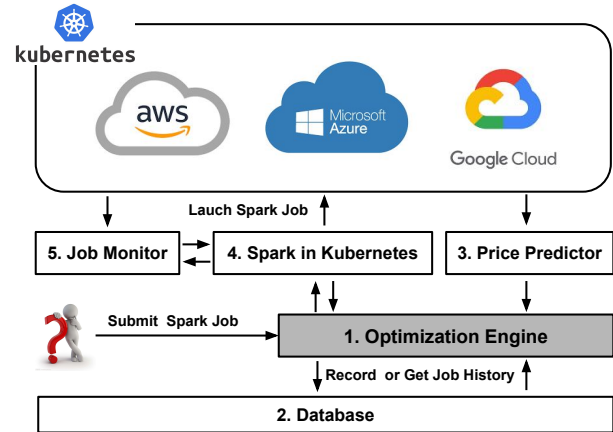 kubernetes
aws
Microsoft
Azure
Google Cloud
Lauch Spark Job
5. Job Monitor
4. Spark in Kubernetes
3. Price Predictor
Submit Spark Job
1. Optimization Engine
Record or Get Job History
2. Database